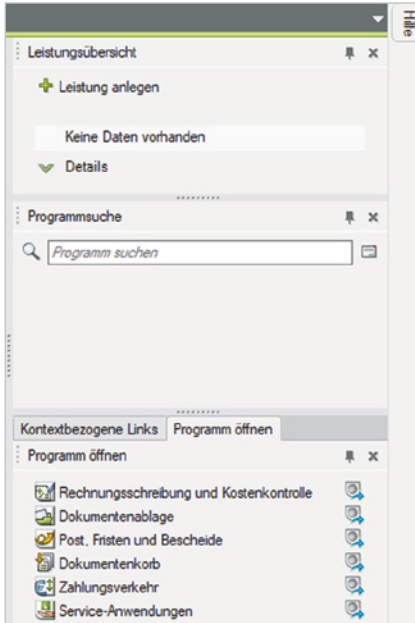 Hilfe
Leistungsübersicht
Leistung anlegen
Keine Daten vorhanden
Details
Programmsuche
Programm suchen
Kontextbezogene Links
Programm öffnen
Programm öffnen
Rechnungsschreibung und Kostenkontrolle
Dokumentenablage
Post, Fristen und Bescheide
Dokumentenkorb
Zahlungsverkehr
Service-Anwendungen